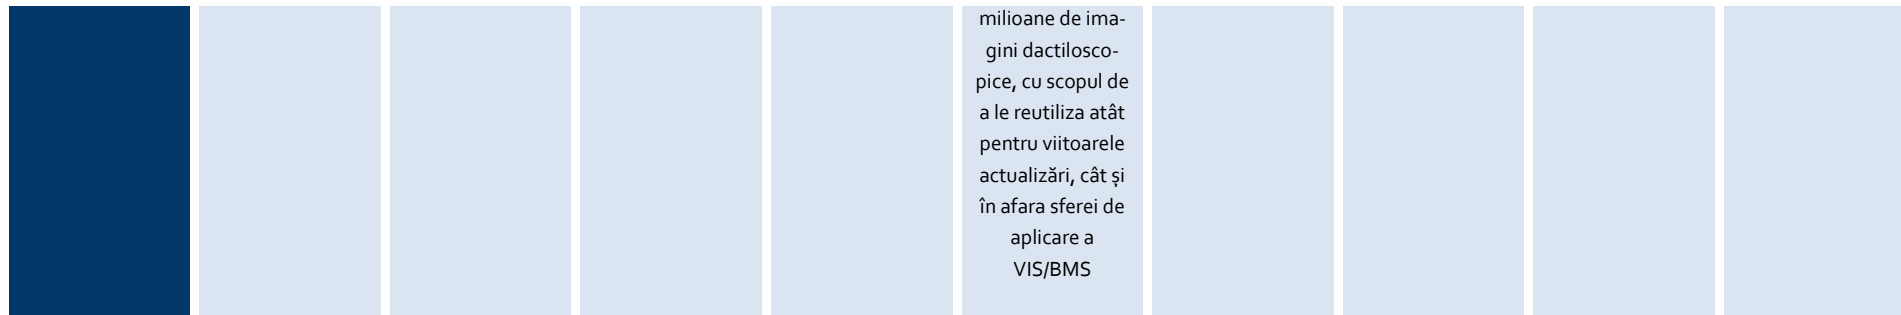 milioane de ima-
gini dactilosco-
pice, cu scopul de
a le reutiliza atât
pentru viitoarele
actualizări, cât și
în afara sferei de
aplicare a
VIS/BMS